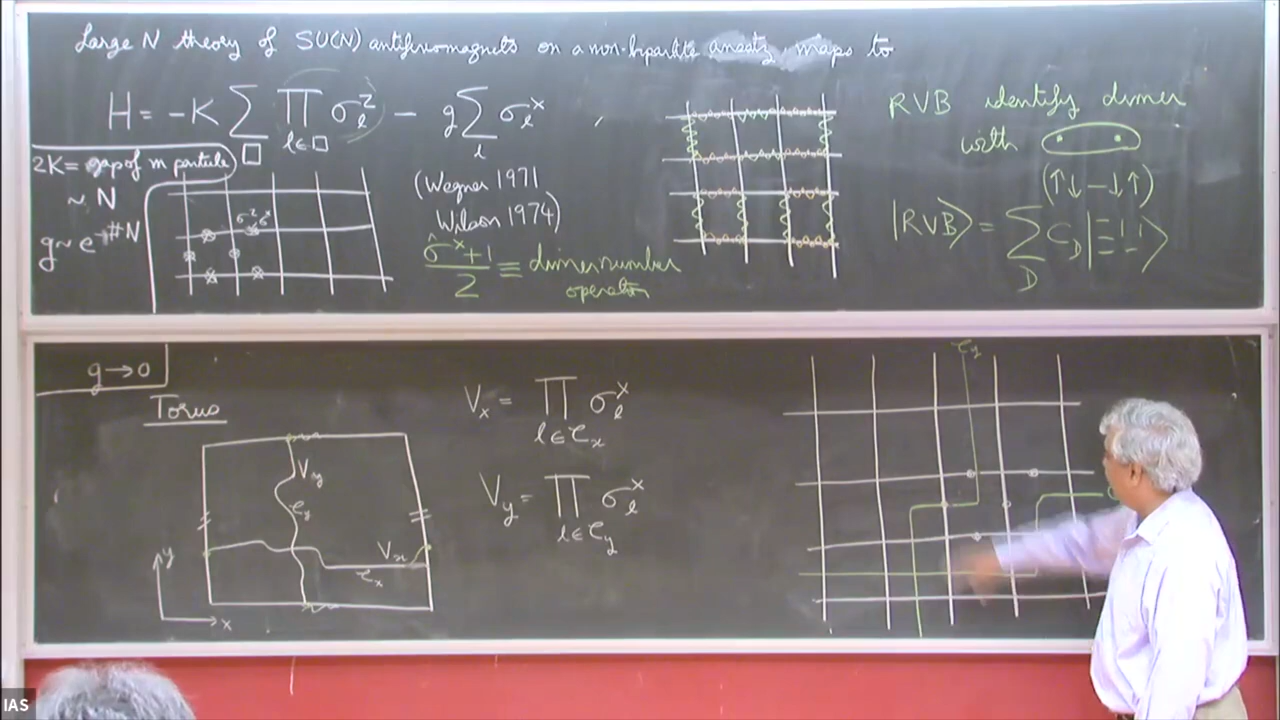 Large N theory of SU(N) antiferromagnets on a non-bipartite ansatz, maps to
H = -K ∑_□ ∏_{l∈□} σ_l^z - g ∑_l σ_l^x ,
2K = gap of m particle
~ N
g ~ e^{-#N}
σ^z σ^z
(Wegner 1971
Wilson 1974)
(σ̂^x + 1)/2 ≡ dimer number
operator
RVB identify dimer
with
(↑↓ - ↓↑)
|RVB⟩ = ∑_D C_D | ⟩
g → 0
Torus
V_y
C_y
V_x
C_x
y
x
V_x = ∏_{l∈C_x} σ_l^x
V_y = ∏_{l∈C_y} σ_l^x
C_y
IAS